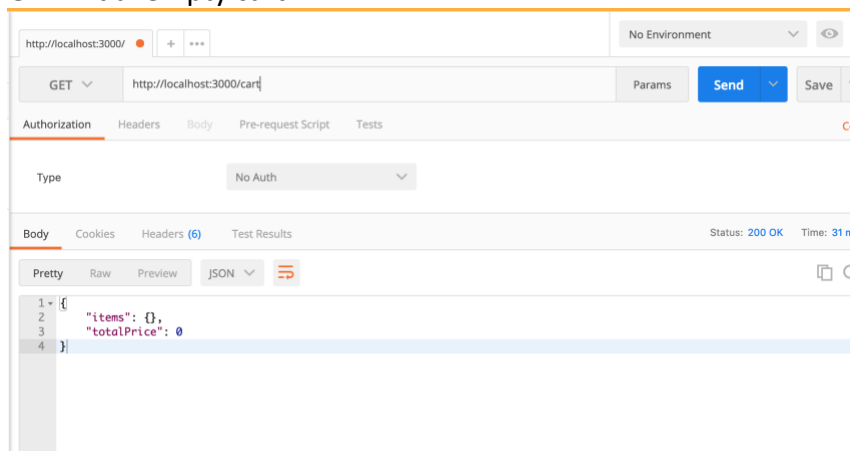 http://localhost:3000/ + ••• No Environment
GET http://localhost:3000/cart Params Send Save
Authorization Headers Body Pre-request Script Tests
Type No Auth
Body Cookies Headers (6) Test Results Status: 200 OK Time: 31
Pretty Raw Preview JSON
1 {
2 "items": {},
3 "totalPrice": 0
4 }